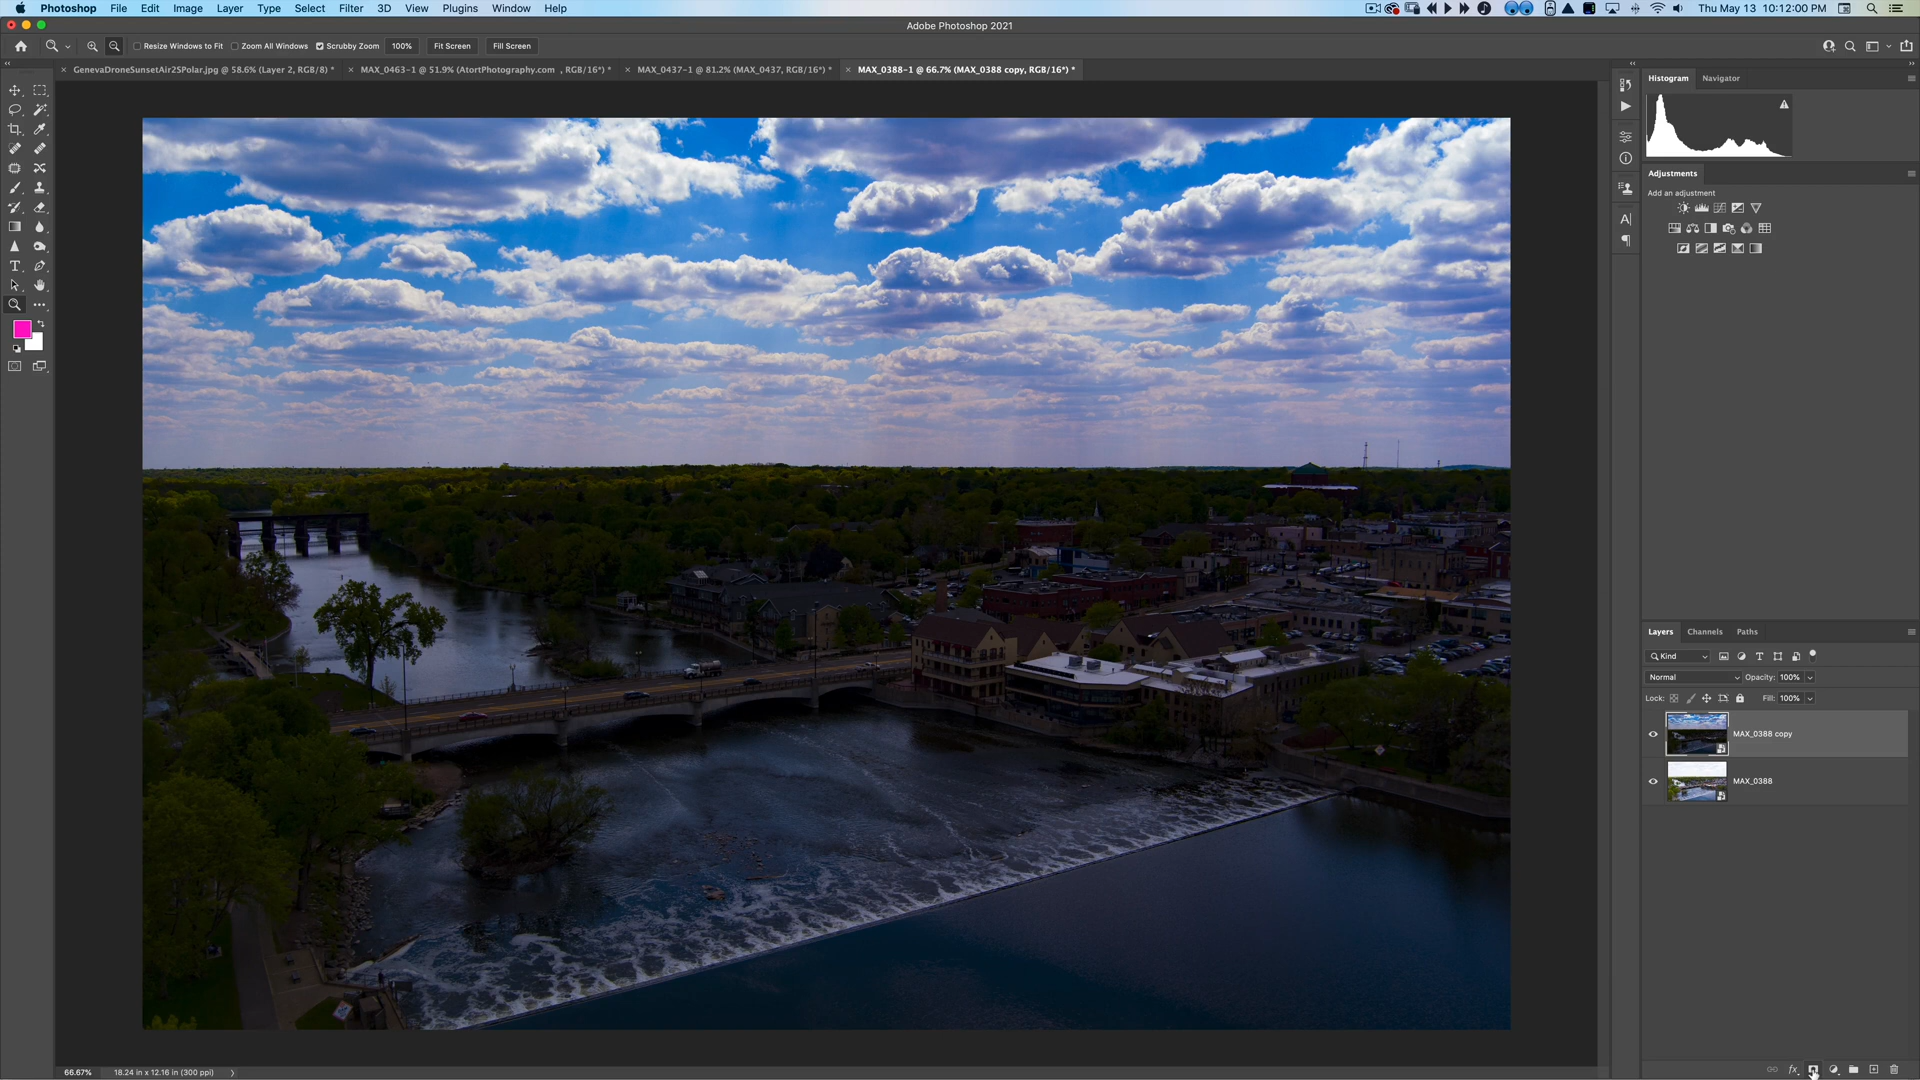 Photoshop File Edit Image Layer Type Select Filter 3D View Plugins Window Help Thu May 13 10:12:00 PM
Adobe Photoshop 2021
Resize Windows to Fit Zoom All Windows Scrubby Zoom 100% Fit Screen Fill Screen
GenevaDroneSunsetAir2SPolar.jpg @ 58.6% (Layer 2, RGB/8) * MAX_0463-1 @ 51.9% (AtortPhotography.com , RGB/16*) * MAX_0437-1 @ 81.2% (MAX_0437, RGB/16*) * MAX_0388-1 @ 66.7% (MAX_0388 copy, RGB/16*) *
Histogram Navigator
Adjustments
Add an adjustment
Layers Channels Paths
Kind
Normal Opacity: 100%
Lock: Fill: 100%
MAX_0388 copy
MAX_0388
66.67% 18.24 in x 12.16 in (300 ppi)